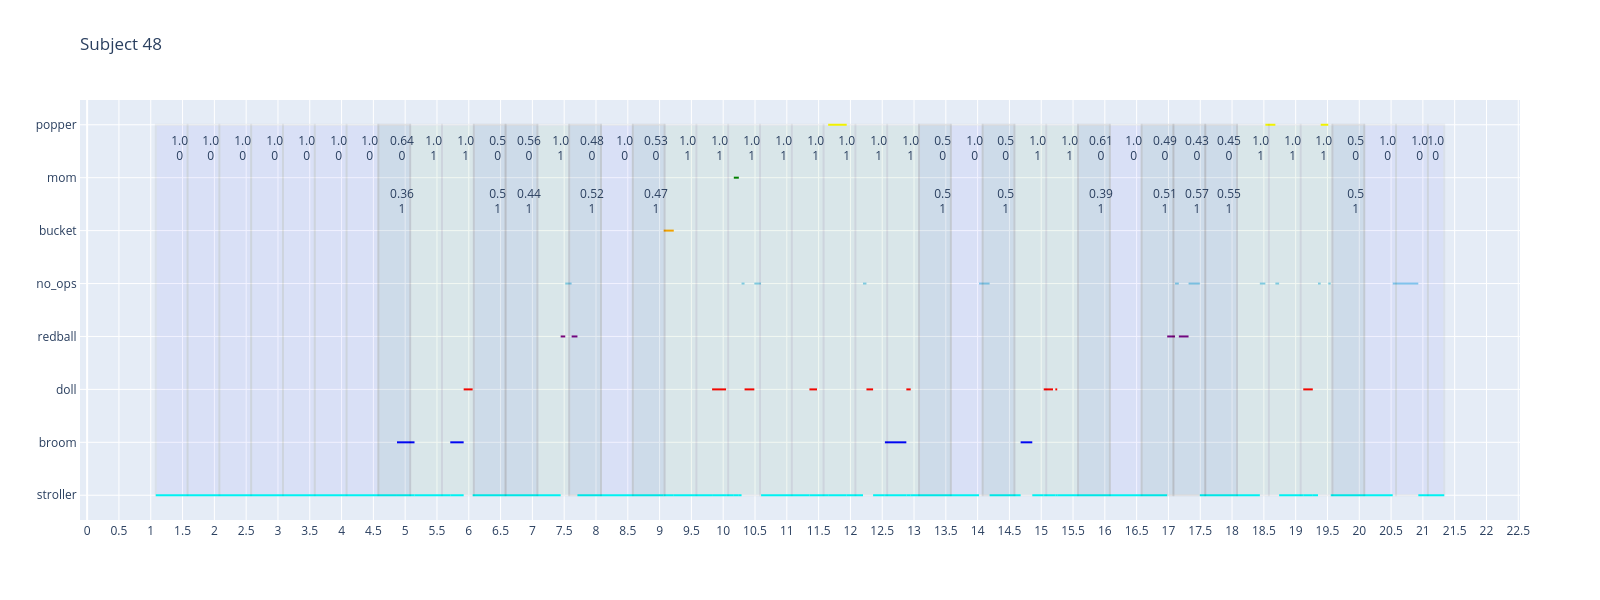 Subject 48
popper
1.0 1.0 1.0 1.0 1.0 1.0 1.0 0.64 1.0 1.0 0.5 0.56 1.0 0.48 1.0 0.53 1.0 1.0 1.0 1.0 1.0 1.0 1.0 1.0 0.5 1.0 0.5 1.0 1.0 0.61 1.0 0.49 0.43 0.45 1.0 1.0 1.0 0.5 1.0 1.0 1.0
0 0 0 0 0 0 0 0 1 1 0 0 1 0 0 0 1 1 1 1 1 1 1 1 0 0 0 1 1 0 0 0 0 0 1 1 1 0 0 0 0
mom
0.36 0.5 0.44 0.52 0.47 0.5 0.5 0.39 0.51 0.57 0.55 0.5
1 1 1 1 1 1 1 1 1 1 1 1
bucket
no_ops
redball
doll
broom
stroller
0 0.5 1 1.5 2 2.5 3 3.5 4 4.5 5 5.5 6 6.5 7 7.5 8 8.5 9 9.5 10 10.5 11 11.5 12 12.5 13 13.5 14 14.5 15 15.5 16 16.5 17 17.5 18 18.5 19 19.5 20 20.5 21 21.5 22 22.5